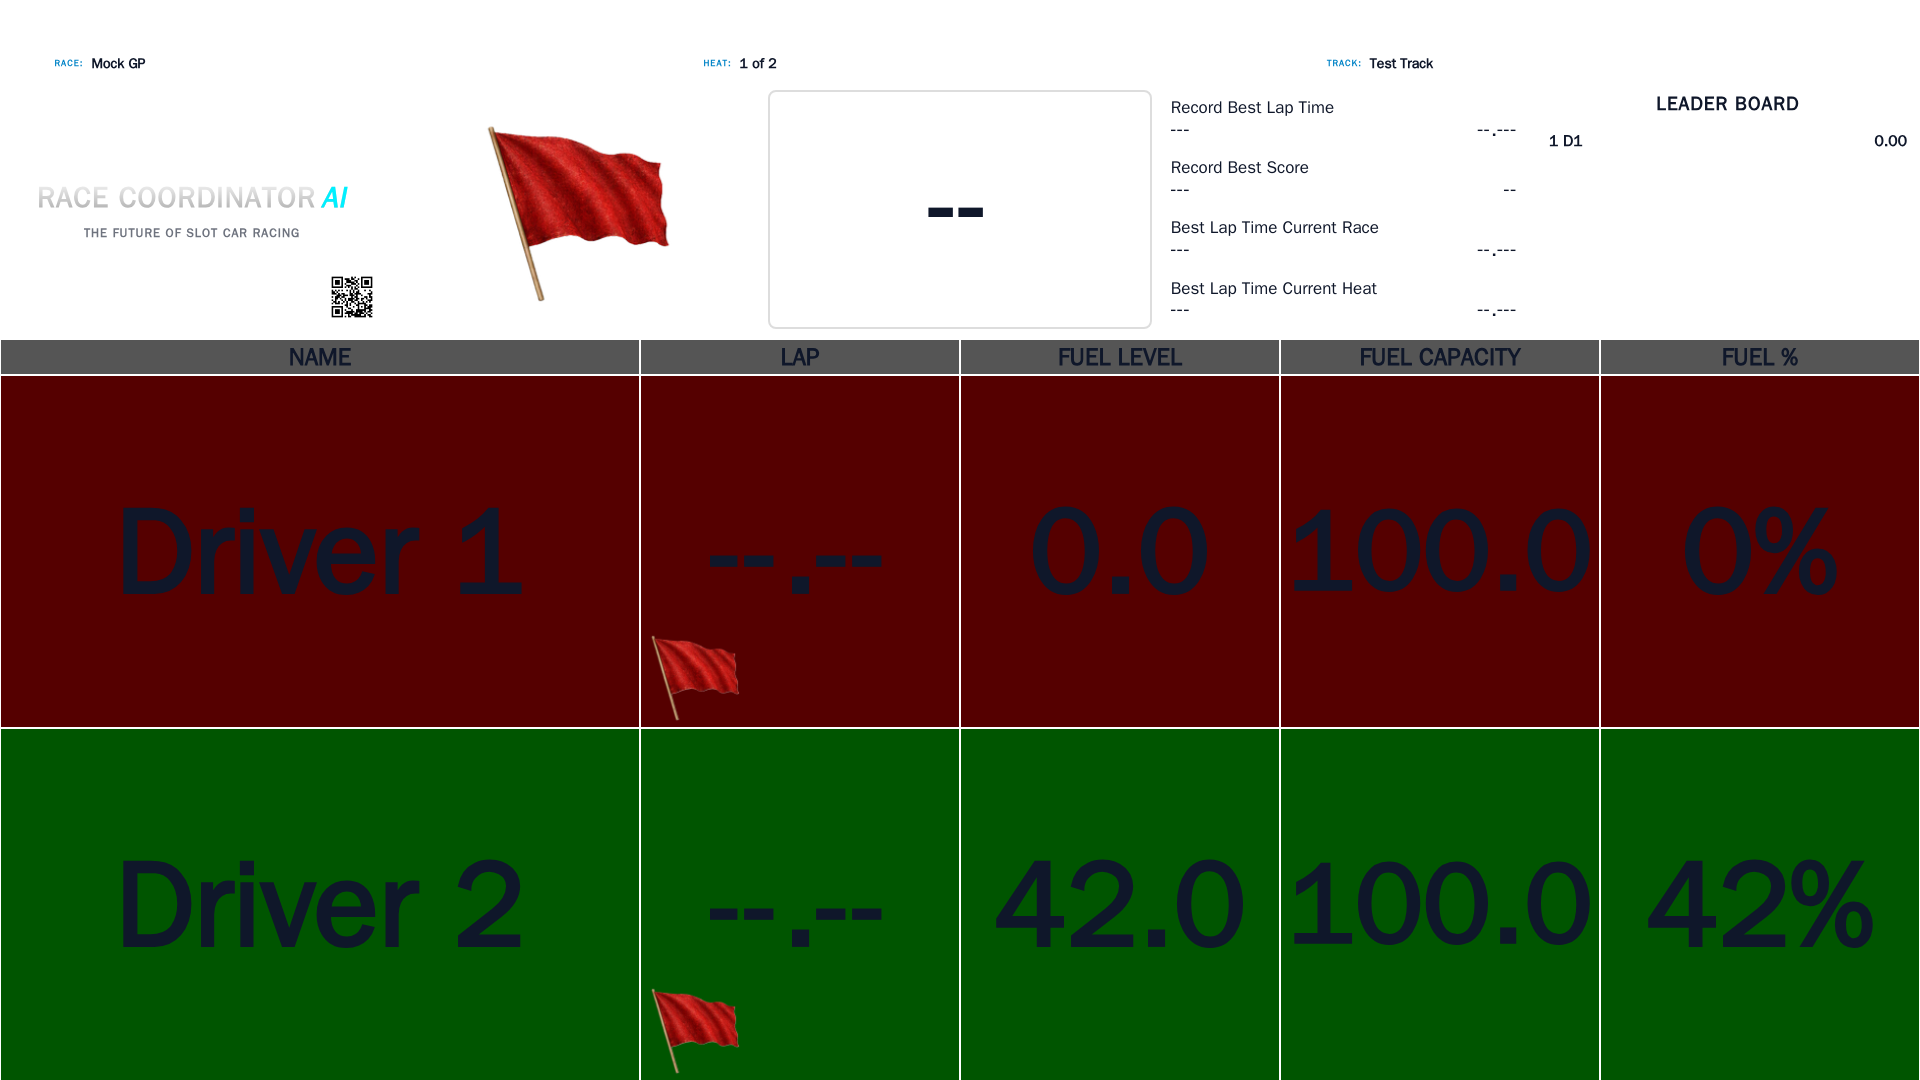 RACE: Mock GP
HEAT: 1 of 2
TRACK: Test Track
RACE COORDINATOR AI
THE FUTURE OF SLOT CAR RACING
--
Record Best Lap Time
--- --.---
Record Best Score
--- --
Best Lap Time Current Race
--- --.---
Best Lap Time Current Heat
--- --.---
LEADER BOARD
1 D1 0.00
NAME LAP FUEL LEVEL FUEL CAPACITY FUEL %
Driver 1 --.-- 0.0 100.0 0%
Driver 2 --.-- 42.0 100.0 42%